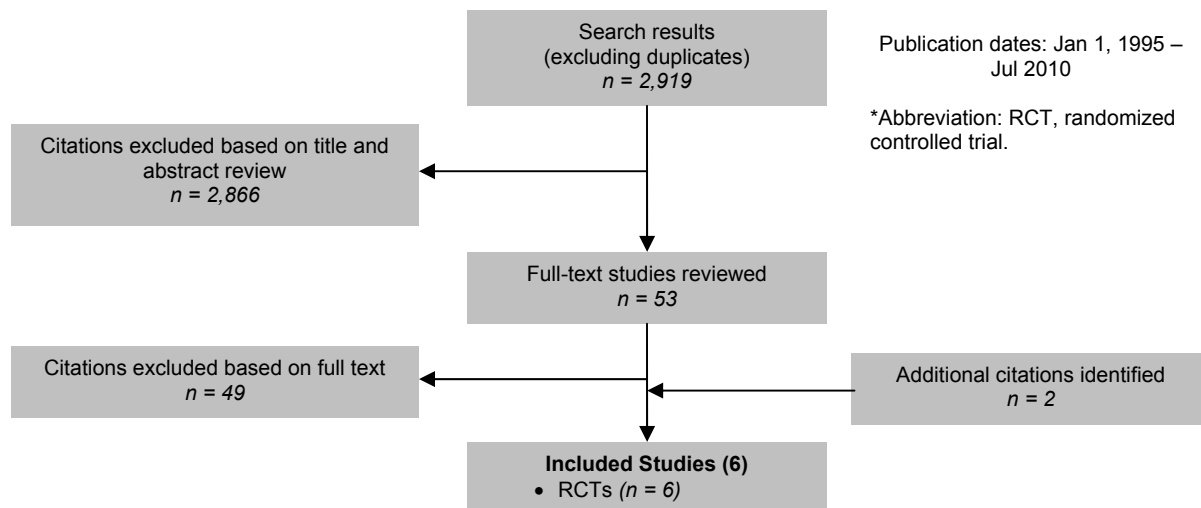 Search results
(excluding duplicates)
n = 2,919
Publication dates: Jan 1, 1995 –
Jul 2010
*Abbreviation: RCT, randomized
controlled trial.
Citations excluded based on title and
abstract review
n = 2,866
Full-text studies reviewed
n = 53
Citations excluded based on full text
n = 49
Additional citations identified
n = 2
Included Studies (6)
• RCTs (n = 6)